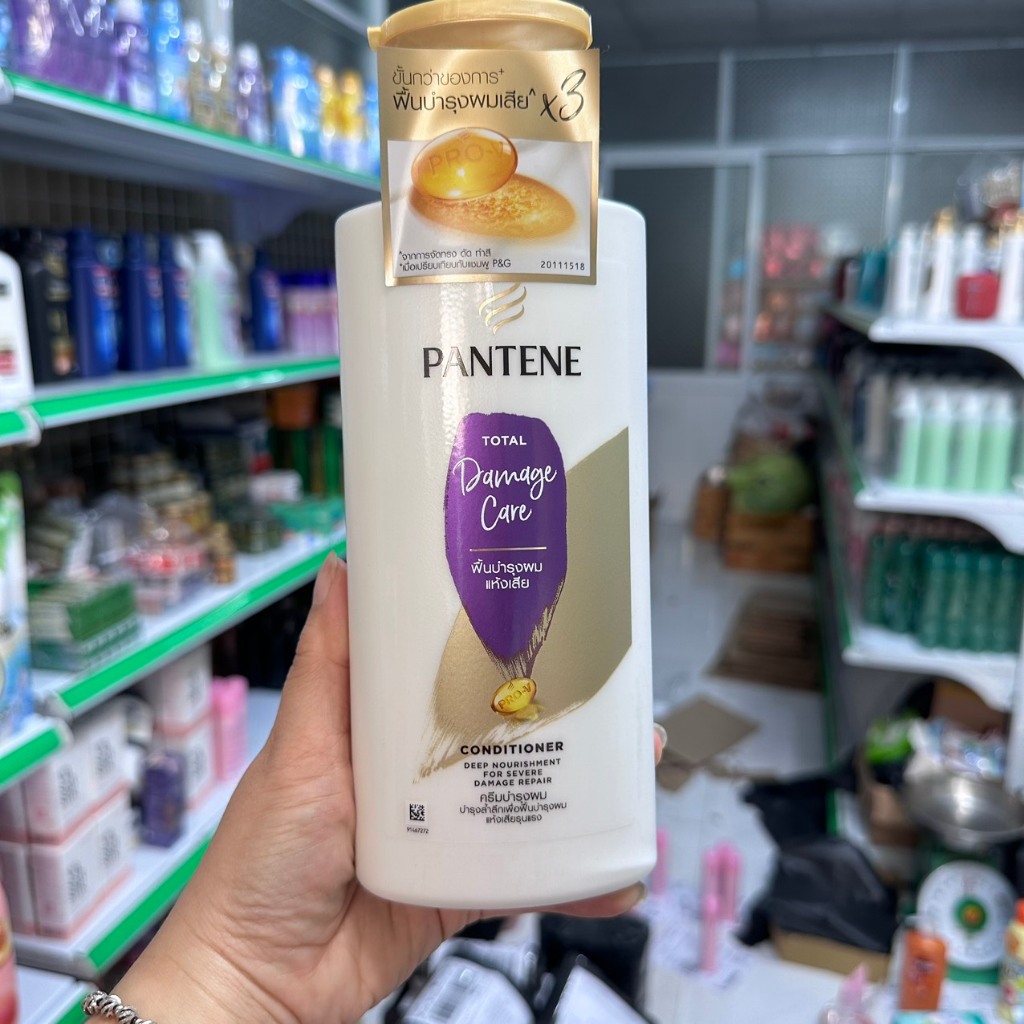 ขั้นกว่าของการ⁺
ฟื้นบำรุงผมเสีย^ x3
PRO-V
*จากการจัดทรง ดัด ทำสี
⁺เมื่อเปรียบเทียบกับแชมพู P&G
20111518
PANTENE
TOTAL
Damage
Care
ฟื้นบำรุงผม
แห้งเสีย
PRO-V
CONDITIONER
DEEP NOURISHMENT
FOR SEVERE
DAMAGE REPAIR
ครีมบำรุงผม
บำรุงล้ำลึกเพื่อฟื้นบำรุงผม
แห้งเสียรุนแรง